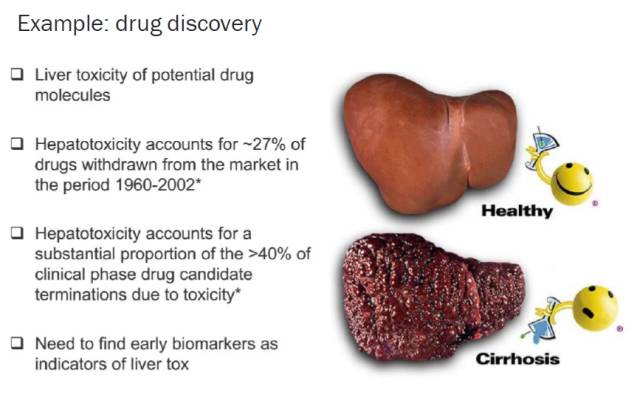 Example: drug discovery
Liver toxicity of potential drug
molecules
Hepatotoxicity accounts for ~27% of
drugs withdrawn from the market in
the period 1960-2002*
Hepatotoxicity accounts for a
substantial proportion of the >40% of
clinical phase drug candidate
terminations due to toxicity*
Need to find early biomarkers as
indicators of liver tox
Healthy
®
Cirrhosis
®